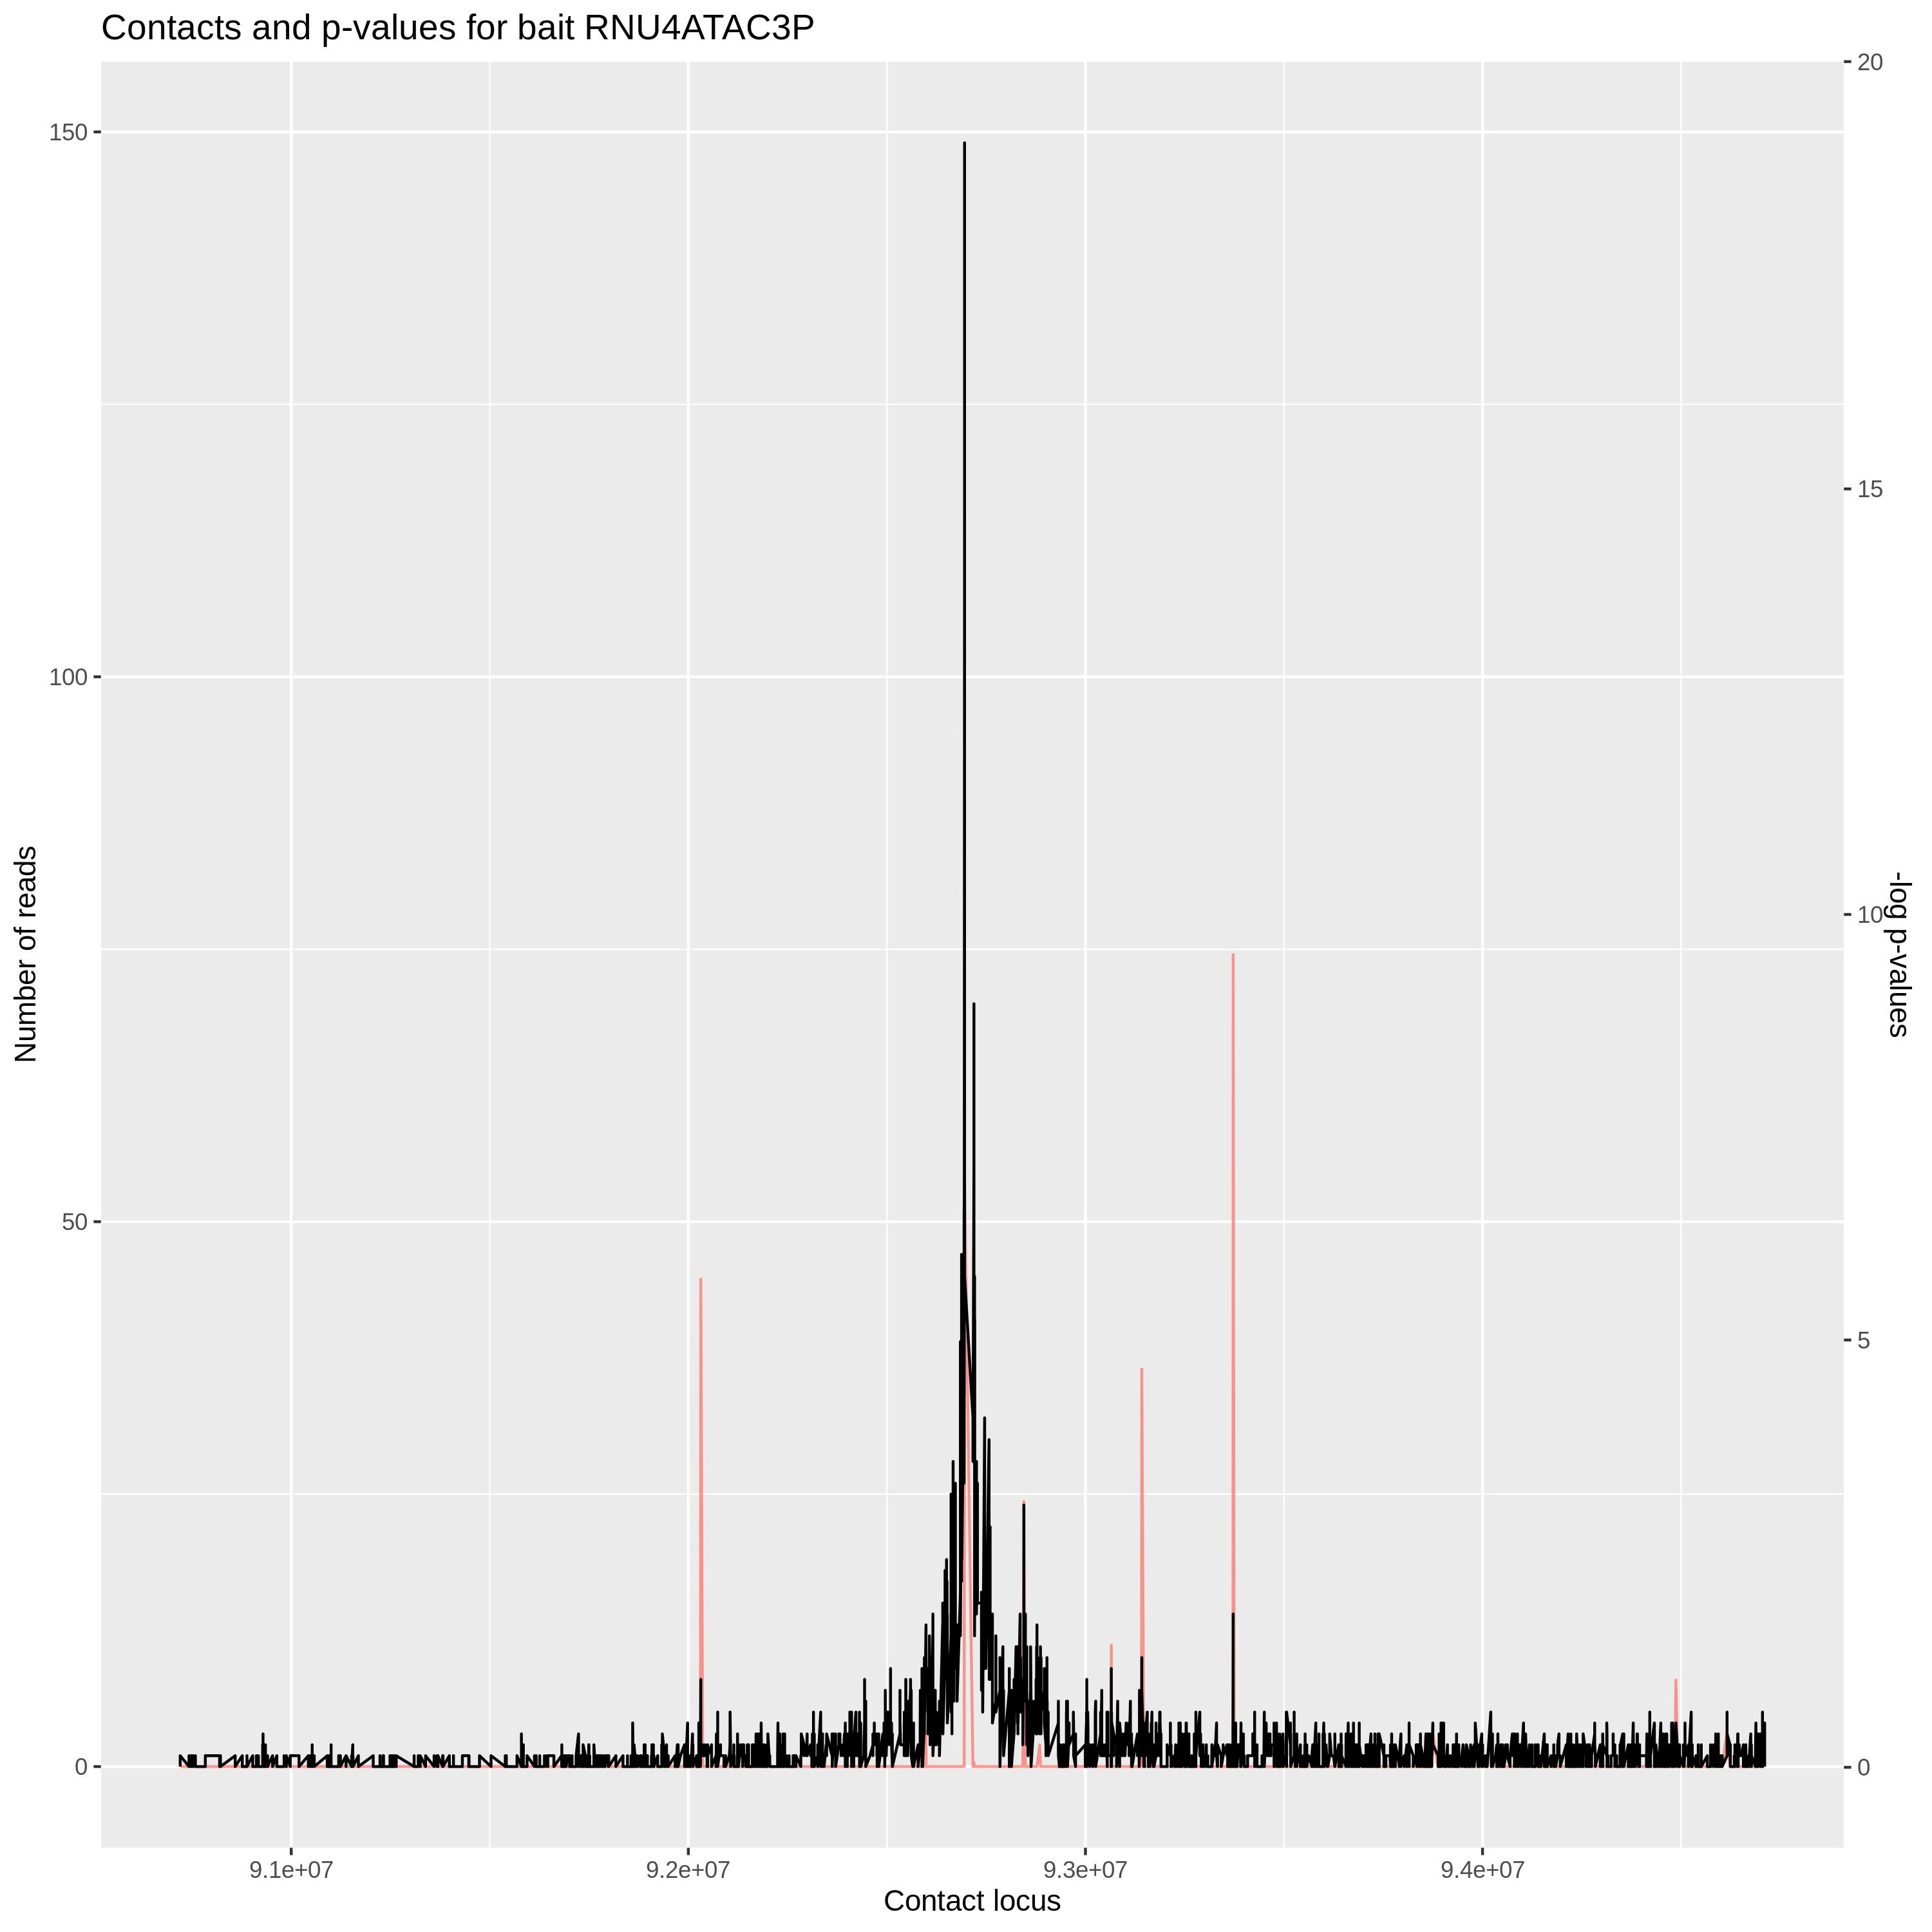 Contacts and p-values for bait RNU4ATAC3P
150
100
50
0
Number of reads
20
15
10
5
0
-log p-values
9.1e+07
9.2e+07
9.3e+07
9.4e+07
Contact locus